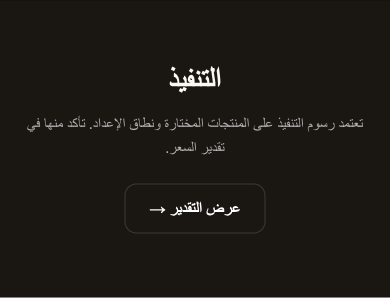 التنفيذ
تعتمد رسوم التنفيذ على المنتجات المختارة ونطاق الإعداد. تأكد منها في
تقدير السعر.
عرض التقدير →